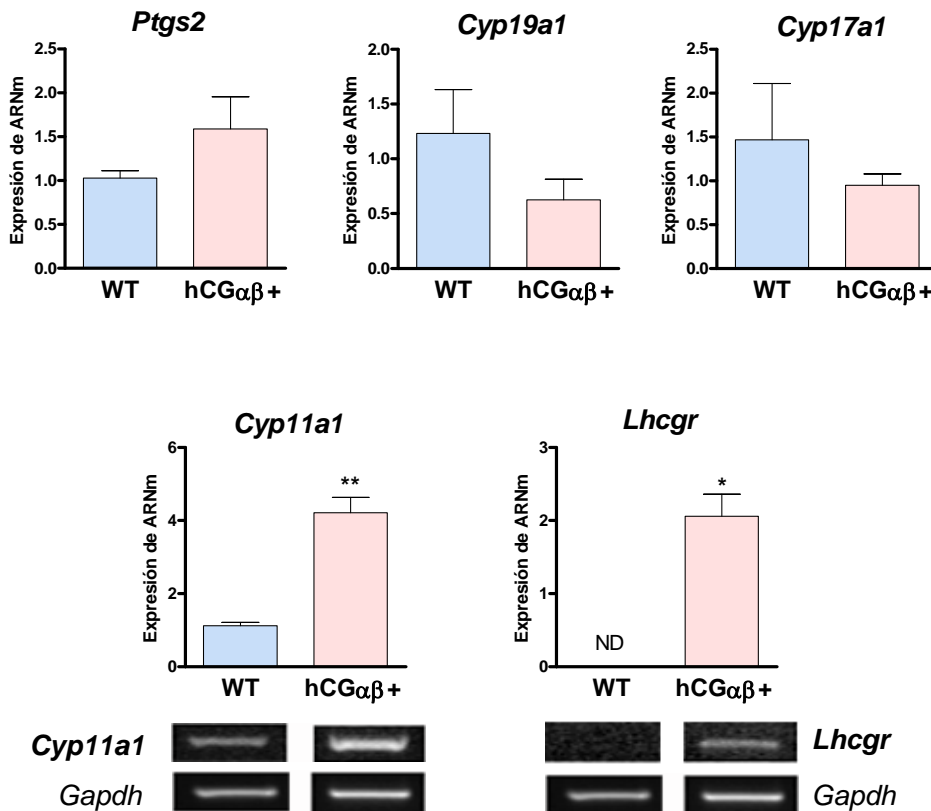 Ptgs2
Expresión de ARNm
2.5
2.0
1.5
1.0
0.5
0.0
WT
hCGαβ+
Cyp19a1
Expresión de ARNm
2.0
1.5
1.0
0.5
0.0
WT
hCGαβ+
Cyp17a1
Expresión de ARNm
2.5
2.0
1.5
1.0
0.5
0.0
WT
hCGαβ+
Cyp11a1
Expresión de ARNm
6
4
2
0
**
WT
hCGαβ+
Cyp11a1
Gapdh
Lhcgr
Expresión de ARNm
3
2
1
0
ND
*
WT
hCGαβ+
Lhcgr
Gapdh